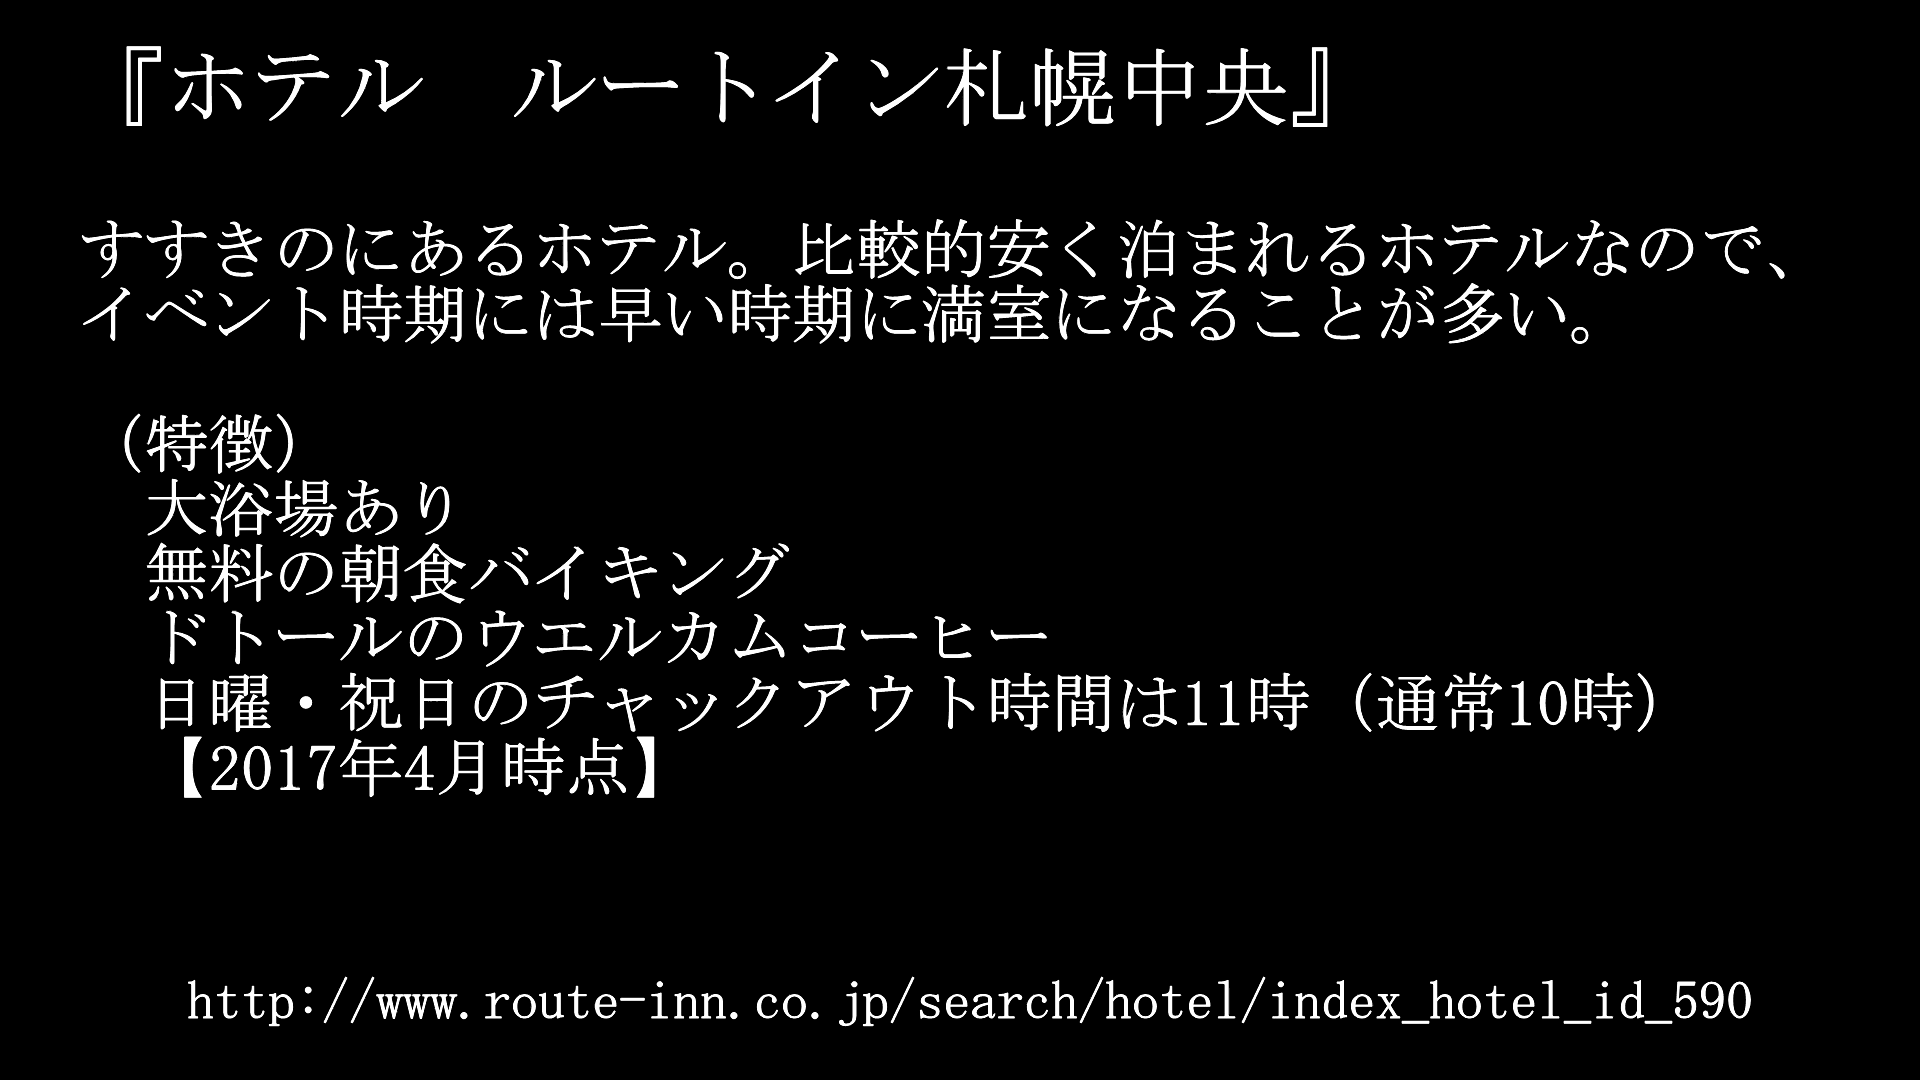 『ホテル　ルートイン札幌中央』
すすきのにあるホテル。比較的安く泊まれるホテルなので、
イベント時期には早い時期に満室になることが多い。
（特徴）
大浴場あり
無料の朝食バイキング
ドトールのウエルカムコーヒー
日曜・祝日のチャックアウト時間は11時（通常10時）
【2017年4月時点】
http://www.route-inn.co.jp/search/hotel/index_hotel_id_590